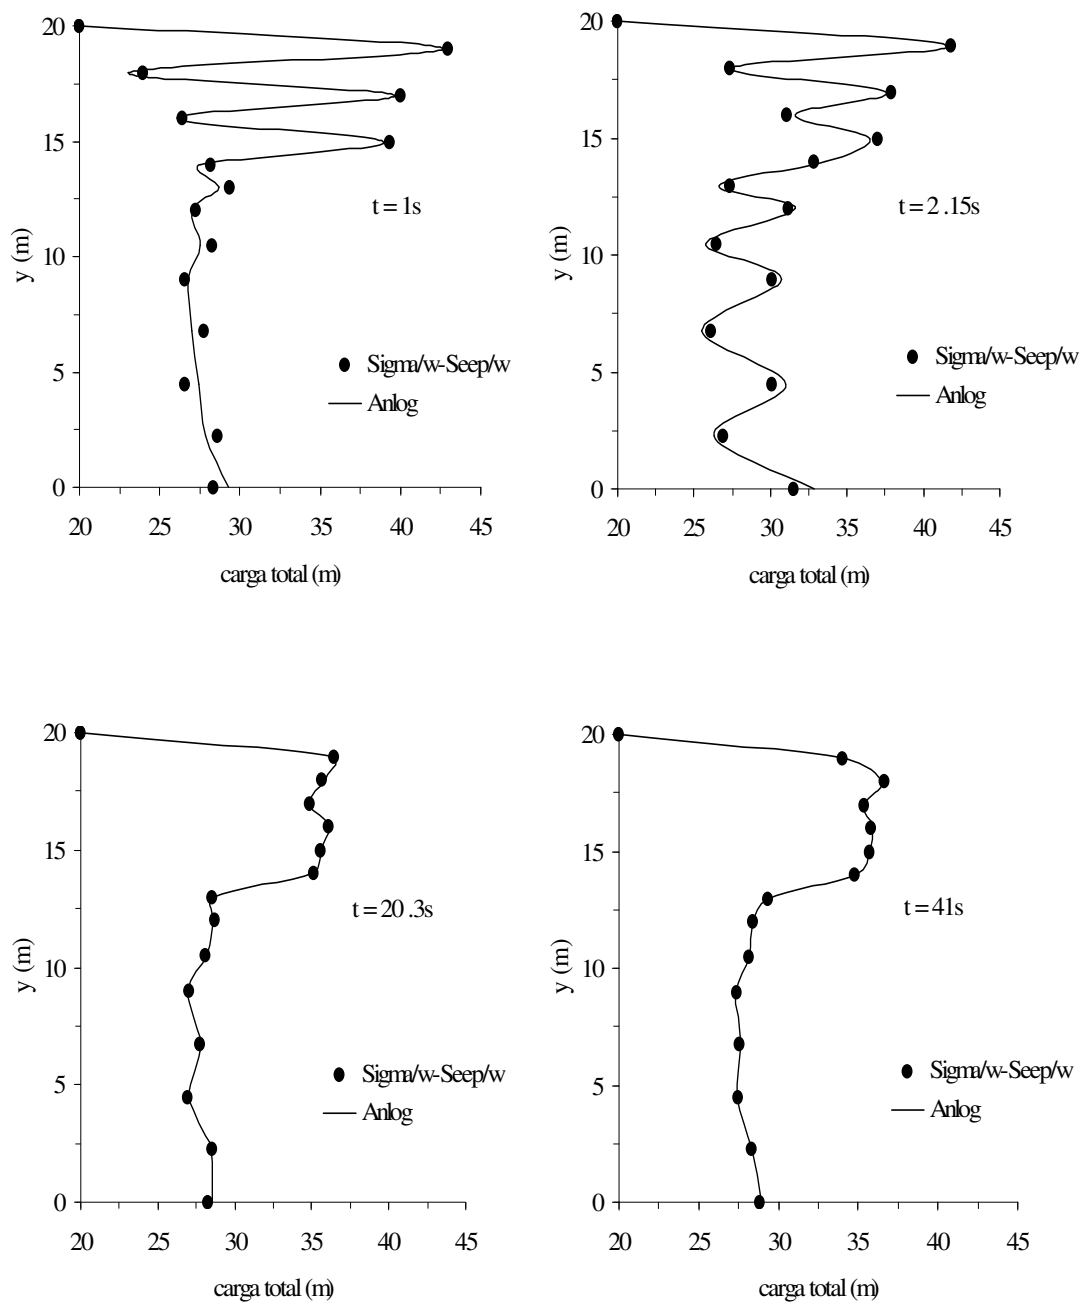 20
15
10
5
0
y (m)
t = 1s
Sigma/w-Seep/w
Anlog
20 25 30 35 40 45
carga total (m)
20
15
10
5
0
y (m)
t = 2 .15s
Sigma/w-Seep/w
Anlog
20 25 30 35 40 45
carga total (m)
20
15
10
5
0
y (m)
t = 20 .3s
Sigma/w-Seep/w
Anlog
20 25 30 35 40 45
carga total (m)
20
15
10
5
0
y (m)
t = 41s
Sigma/w-Seep/w
Anlog
20 25 30 35 40 45
carga total (m)